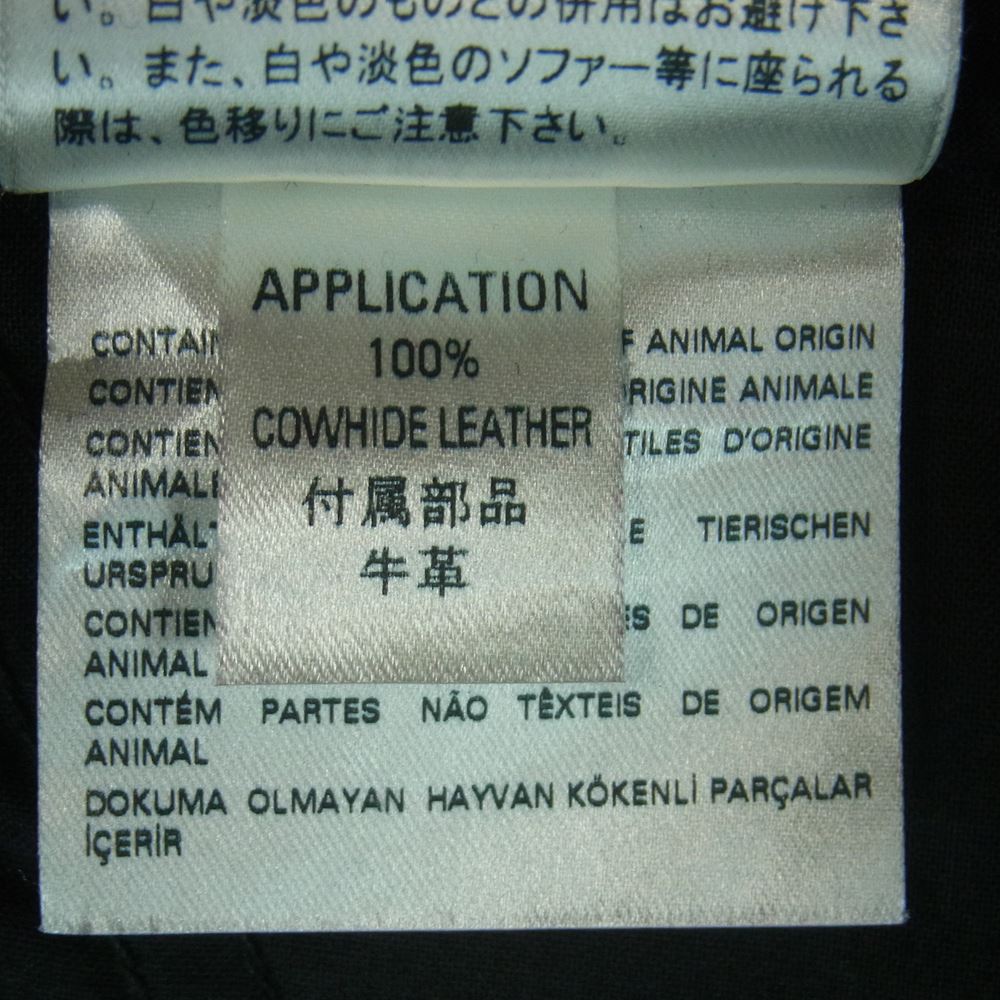 い。白や淡色のものとの併用はお避け下さ
い。また、白や淡色のソファー等に座られる
際は、色移りにご注意下さい。
APPLICATION
100%
COWHIDE LEATHER
付属部品
牛革
CONTAIN F ANIMAL ORIGIN
CONTIEN RIGINE ANIMALE
CONTIEN TILES D'ORIGINE
ANIMALE
ENTHÄLT E TIERISCHEN
URSPRU
CONTIEN ES DE ORIGEN
ANIMAL
CONTÉM PARTES NÃO TÊXTEIS DE ORIGEM
ANIMAL
DOKUMA OLMAYAN HAYVAN KÖKENLİ PARÇALAR
İÇERİR